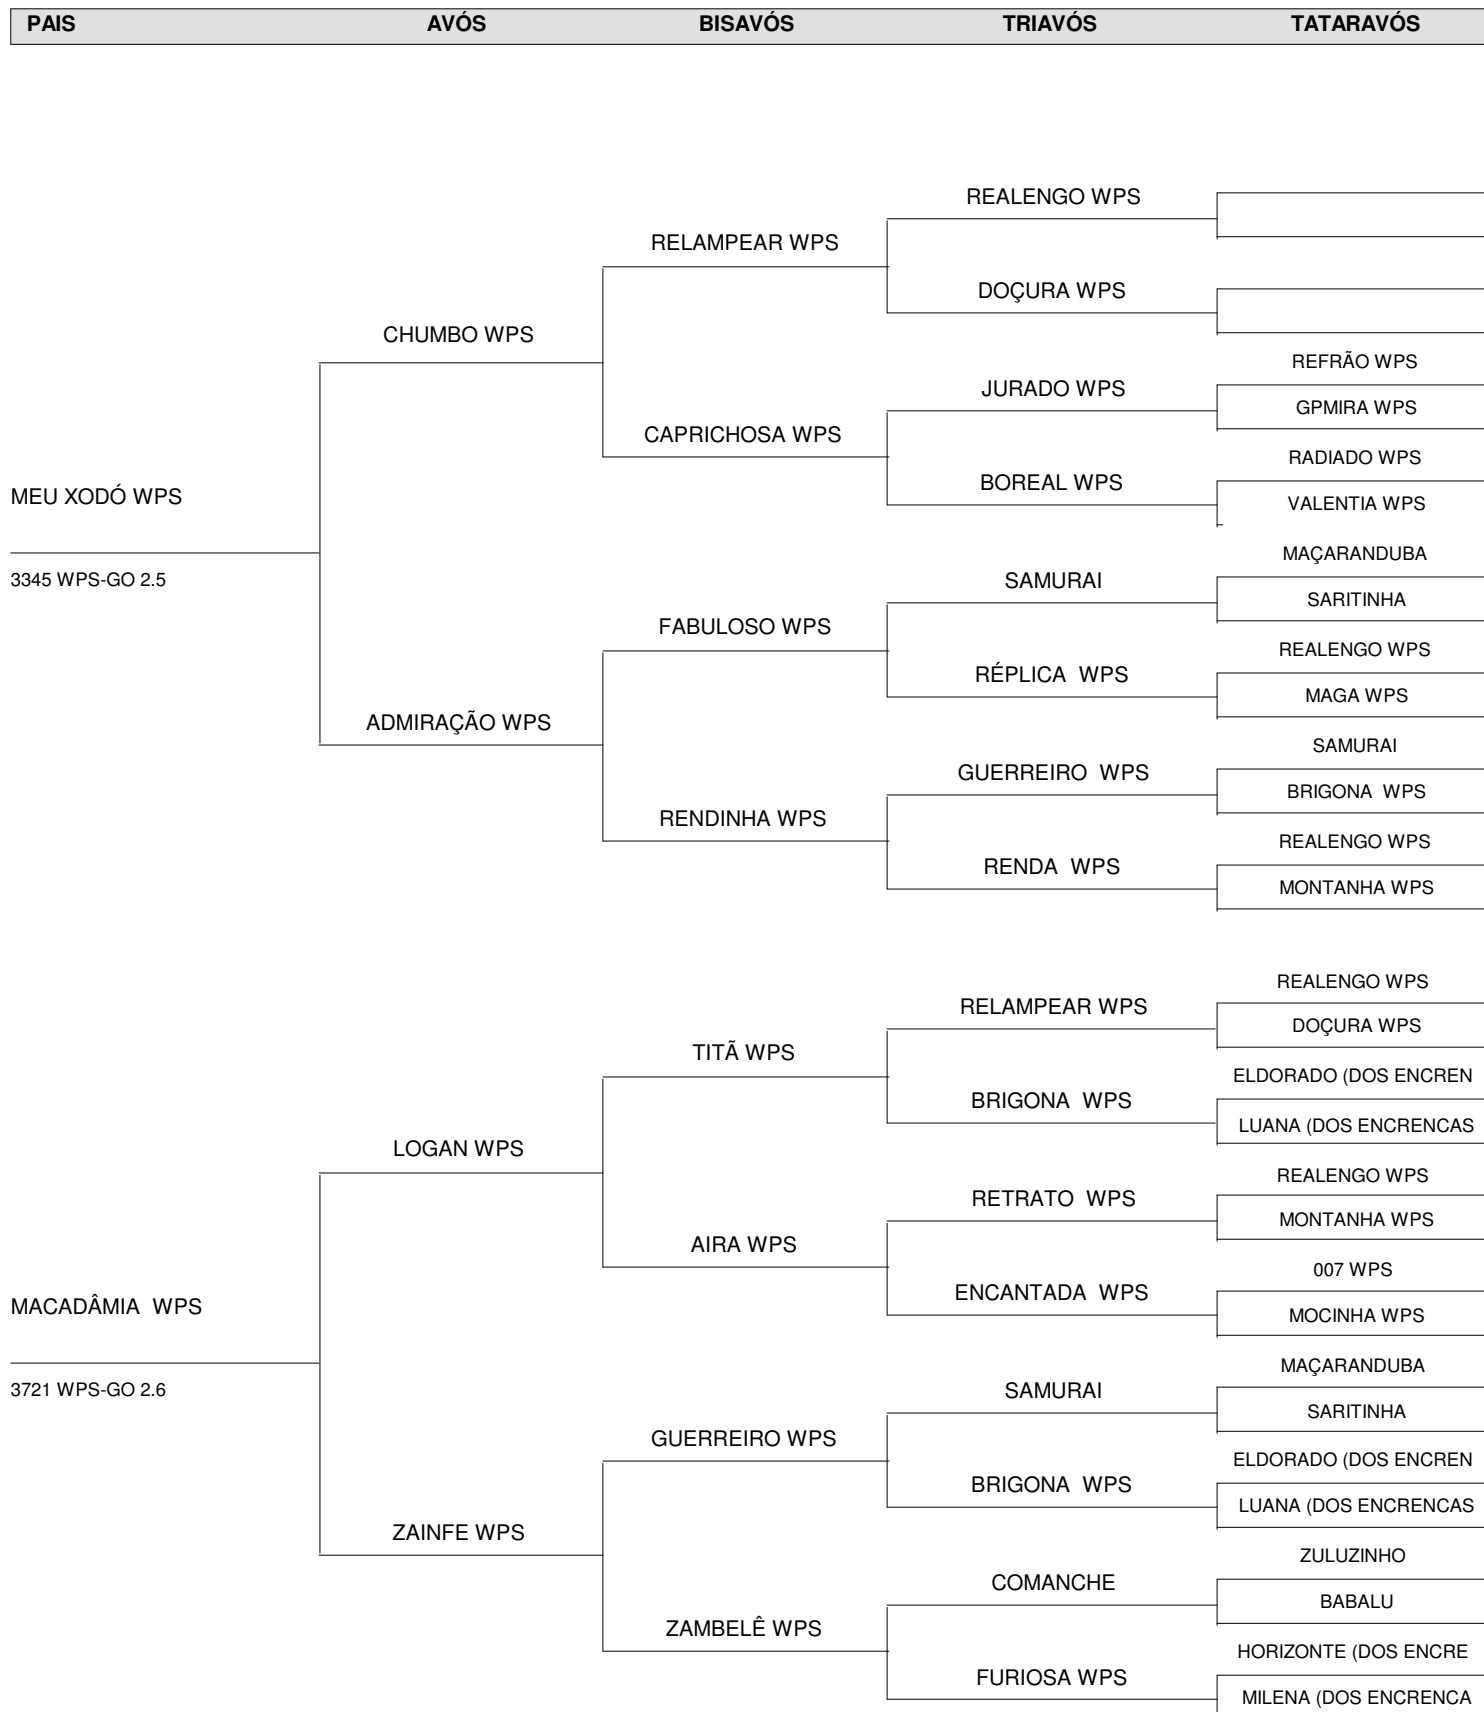 PAIS AVÓS BISAVÓS TRIAVÓS TATARAVÓS
REALENGO WPS
RELAMPEAR WPS
DOÇURA WPS
CHUMBO WPS
REFRÃO WPS
JURADO WPS
GPMIRA WPS
CAPRICHOSA WPS
RADIADO WPS
BOREAL WPS
MEU XODÓ WPS
VALENTIA WPS
MAÇARANDUBA
3345 WPS-GO 2.5
SAMURAI
SARITINHA
FABULOSO WPS
REALENGO WPS
RÉPLICA WPS
MAGA WPS
ADMIRAÇÃO WPS
SAMURAI
GUERREIRO WPS
BRIGONA WPS
RENDINHA WPS
REALENGO WPS
RENDA WPS
MONTANHA WPS
REALENGO WPS
RELAMPEAR WPS
DOÇURA WPS
TITÃ WPS
ELDORADO (DOS ENCREN
BRIGONA WPS
LUANA (DOS ENCRENCAS
LOGAN WPS
REALENGO WPS
RETRATO WPS
MONTANHA WPS
AIRA WPS
007 WPS
ENCANTADA WPS
MACADÂMIA WPS
MOCINHA WPS
MAÇARANDUBA
3721 WPS-GO 2.6
SAMURAI
SARITINHA
GUERREIRO WPS
ELDORADO (DOS ENCREN
BRIGONA WPS
LUANA (DOS ENCRENCAS
ZAINFE WPS
ZULUZINHO
COMANCHE
BABALU
ZAMBELÊ WPS
HORIZONTE (DOS ENCRE
FURIOSA WPS
MILENA (DOS ENCRENCA